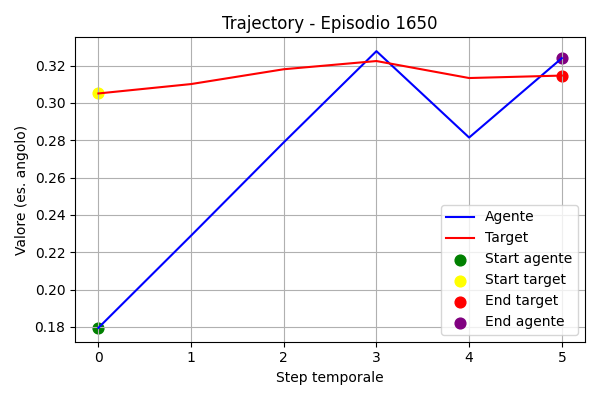 Trajectory - Episodio 1650
Valore (es. angolo)
0.32
0.30
0.28
0.26
0.24
0.22
0.20
0.18
0
1
2
3
4
5
Step temporale
Agente
Target
Start agente
Start target
End target
End agente